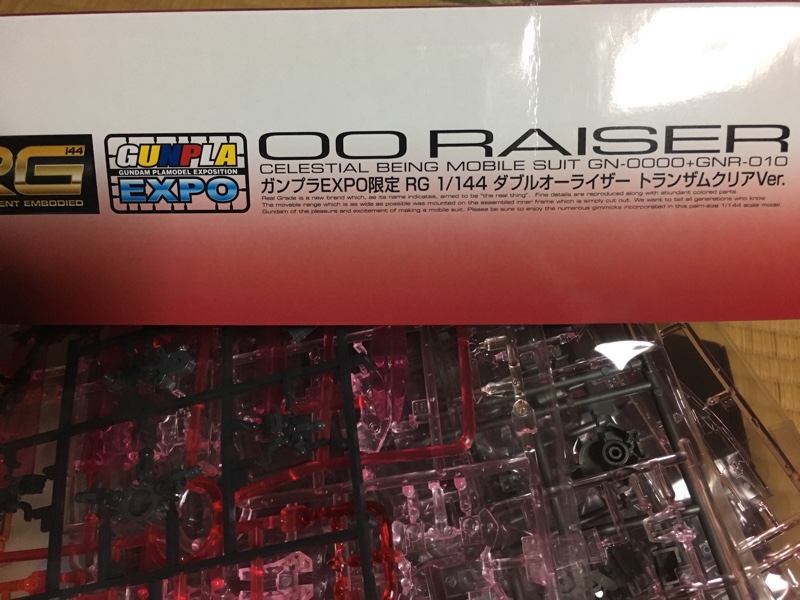 RG
1/44
ENT EMBODIED
GUNPLA
GUNDAM PLAMODEL EXPOSITION
EXPO
OO RAISER
CELESTIAL BEING MOBILE SUIT GN-0000+GNR-010
ガンプラEXPO限定 RG 1/144 ダブルオーライザー トランザムクリアVer.
Real Grade is a new brand which, as its name indicates, aimed to be "the real thing". Fine details are reproduced along with abundant colored parts.
The movable range which is as wide as possible was mounted on the assembled inner frame which is simply cut out. We want to tell all generations who know
Gundam of the pleasure and excitement of making a mobile suit. Please be sure to enjoy the numerous gimmicks incorporated in this palm-size 1/144 scale model.